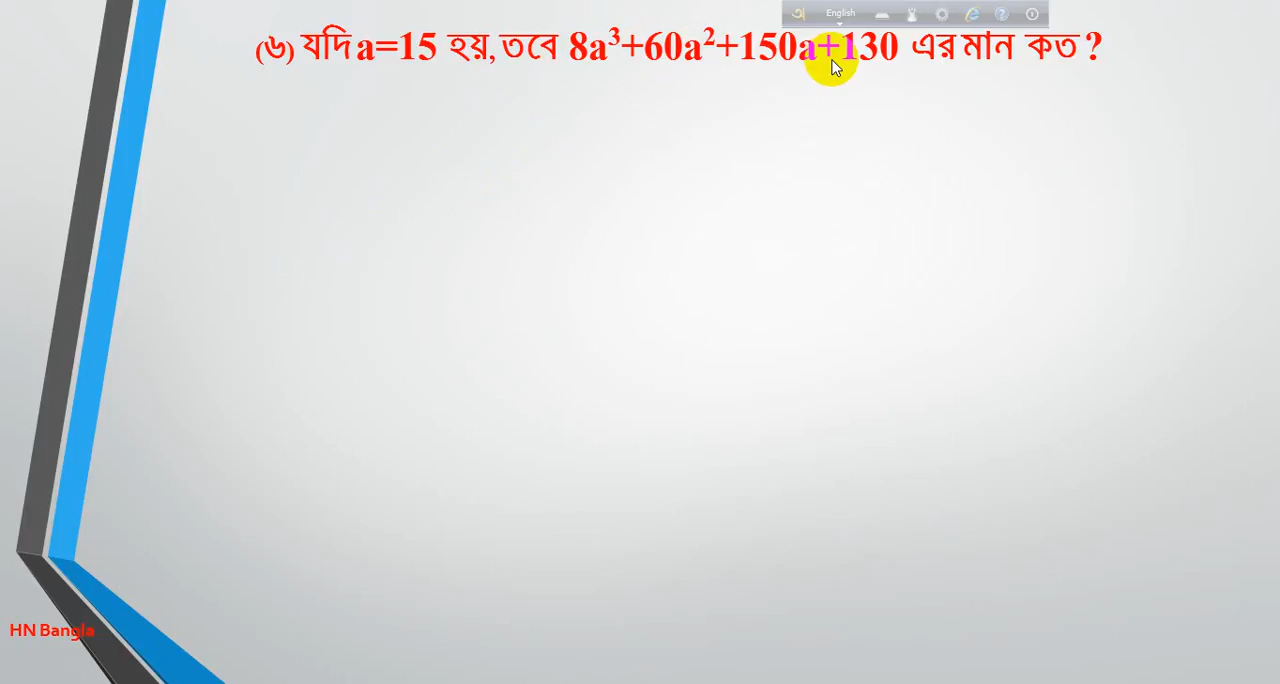 English
(৬) যদি a=15 হয়, তবে 8a³+60a²+150a+130 এর মান কত ?
HN Bangla